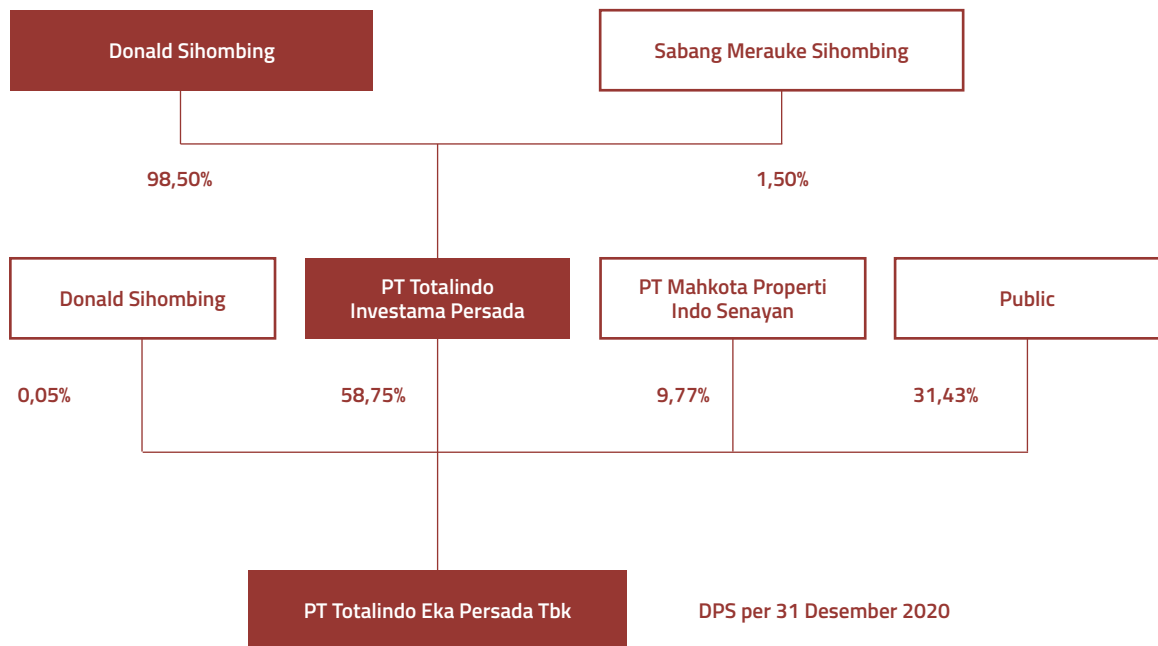 Donald Sihombing
Sabang Merauke Sihombing
98,50%
1,50%
Donald Sihombing
PT Totalindo
Investama Persada
PT Mahkota Properti
Indo Senayan
Public
0,05%
58,75%
9,77%
31,43%
PT Totalindo Eka Persada Tbk
DPS per 31 Desember 2020